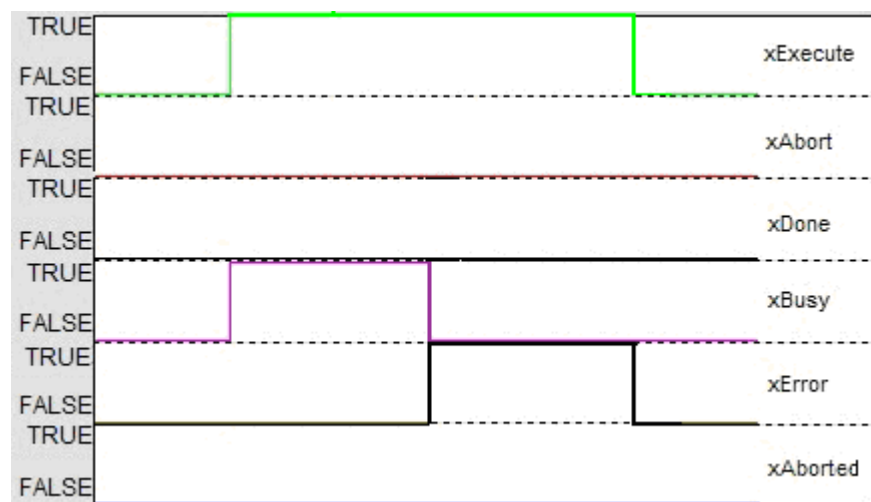 TRUE
xExecute
FALSE
TRUE
xAbort
FALSE
TRUE
xDone
FALSE
TRUE
xBusy
FALSE
TRUE
xError
FALSE
TRUE
xAborted
FALSE